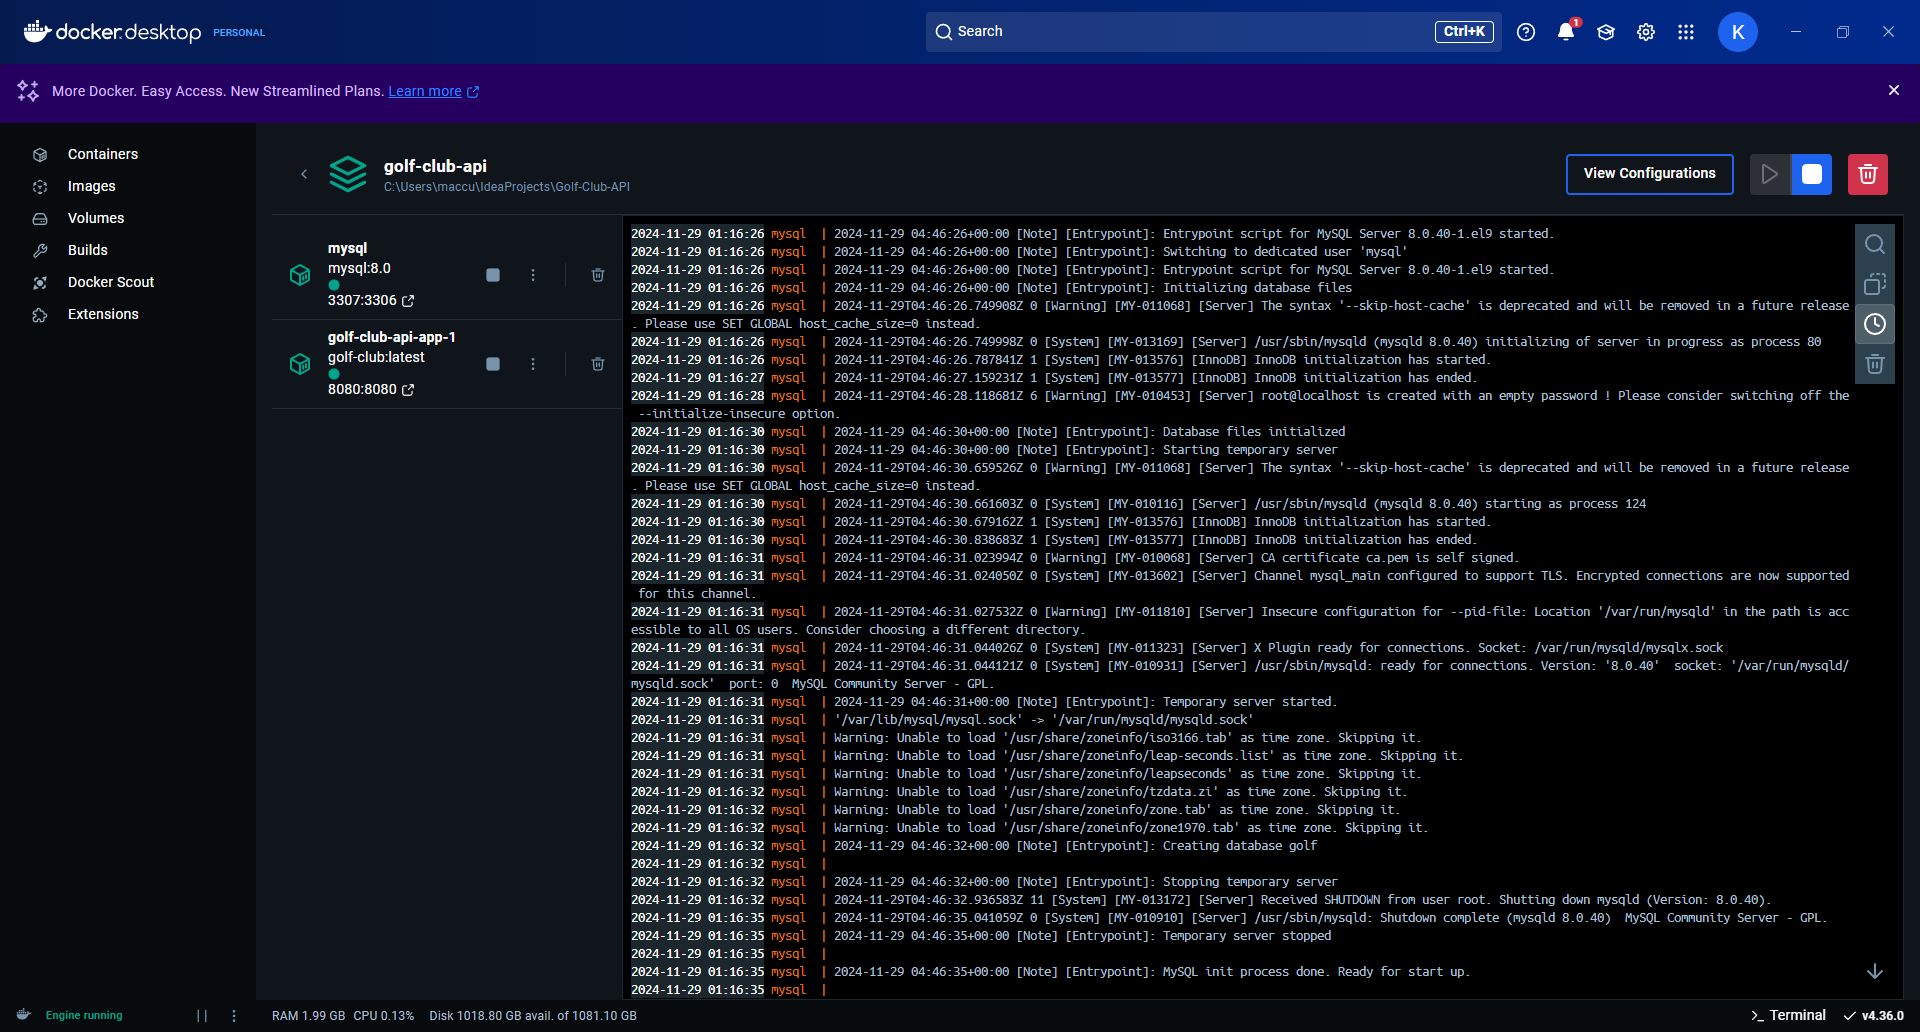 docker.desktop PERSONAL
Search Ctrl+K
1
K
More Docker. Easy Access. New Streamlined Plans. Learn more
Containers
Images
Volumes
Builds
Docker Scout
Extensions
golf-club-api
C:\Users\maccu\IdeaProjects\Golf-Club-API
View Configurations
mysql
mysql:8.0
3307:3306
golf-club-api-app-1
golf-club:latest
8080:8080
2024-11-29 01:16:26 mysql | 2024-11-29 04:46:26+00:00 [Note] [Entrypoint]: Entrypoint script for MySQL Server 8.0.40-1.el9 started.
2024-11-29 01:16:26 mysql | 2024-11-29 04:46:26+00:00 [Note] [Entrypoint]: Switching to dedicated user 'mysql'
2024-11-29 01:16:26 mysql | 2024-11-29 04:46:26+00:00 [Note] [Entrypoint]: Entrypoint script for MySQL Server 8.0.40-1.el9 started.
2024-11-29 01:16:26 mysql | 2024-11-29 04:46:26+00:00 [Note] [Entrypoint]: Initializing database files
2024-11-29 01:16:26 mysql | 2024-11-29T04:46:26.749908Z 0 [Warning] [MY-011068] [Server] The syntax '--skip-host-cache' is deprecated and will be removed in a future release
. Please use SET GLOBAL host_cache_size=0 instead.
2024-11-29 01:16:26 mysql | 2024-11-29T04:46:26.749998Z 0 [System] [MY-013169] [Server] /usr/sbin/mysqld (mysqld 8.0.40) initializing of server in progress as process 80
2024-11-29 01:16:26 mysql | 2024-11-29T04:46:26.787841Z 1 [System] [MY-013576] [InnoDB] InnoDB initialization has started.
2024-11-29 01:16:27 mysql | 2024-11-29T04:46:27.159231Z 1 [System] [MY-013577] [InnoDB] InnoDB initialization has ended.
2024-11-29 01:16:28 mysql | 2024-11-29T04:46:28.118681Z 6 [Warning] [MY-010453] [Server] root@localhost is created with an empty password ! Please consider switching off the
--initialize-insecure option.
2024-11-29 01:16:30 mysql | 2024-11-29 04:46:30+00:00 [Note] [Entrypoint]: Database files initialized
2024-11-29 01:16:30 mysql | 2024-11-29 04:46:30+00:00 [Note] [Entrypoint]: Starting temporary server
2024-11-29 01:16:30 mysql | 2024-11-29T04:46:30.659526Z 0 [Warning] [MY-011068] [Server] The syntax '--skip-host-cache' is deprecated and will be removed in a future release
. Please use SET GLOBAL host_cache_size=0 instead.
2024-11-29 01:16:30 mysql | 2024-11-29T04:46:30.661603Z 0 [System] [MY-010116] [Server] /usr/sbin/mysqld (mysqld 8.0.40) starting as process 124
2024-11-29 01:16:30 mysql | 2024-11-29T04:46:30.679162Z 1 [System] [MY-013576] [InnoDB] InnoDB initialization has started.
2024-11-29 01:16:30 mysql | 2024-11-29T04:46:30.838683Z 1 [System] [MY-013577] [InnoDB] InnoDB initialization has ended.
2024-11-29 01:16:31 mysql | 2024-11-29T04:46:31.023994Z 0 [Warning] [MY-010068] [Server] CA certificate ca.pem is self signed.
2024-11-29 01:16:31 mysql | 2024-11-29T04:46:31.024050Z 0 [System] [MY-013602] [Server] Channel mysql_main configured to support TLS. Encrypted connections are now supported
for this channel.
2024-11-29 01:16:31 mysql | 2024-11-29T04:46:31.027532Z 0 [Warning] [MY-011810] [Server] Insecure configuration for --pid-file: Location '/var/run/mysqld' in the path is acc
essible to all OS users. Consider choosing a different directory.
2024-11-29 01:16:31 mysql | 2024-11-29T04:46:31.044026Z 0 [System] [MY-011323] [Server] X Plugin ready for connections. Socket: /var/run/mysqld/mysqlx.sock
2024-11-29 01:16:31 mysql | 2024-11-29T04:46:31.044121Z 0 [System] [MY-010931] [Server] /usr/sbin/mysqld: ready for connections. Version: '8.0.40'  socket: '/var/run/mysqld/
mysqld.sock'  port: 0  MySQL Community Server - GPL.
2024-11-29 01:16:31 mysql | 2024-11-29 04:46:31+00:00 [Note] [Entrypoint]: Temporary server started.
2024-11-29 01:16:31 mysql | '/var/lib/mysql/mysql.sock' -> '/var/run/mysqld/mysqld.sock'
2024-11-29 01:16:31 mysql | Warning: Unable to load '/usr/share/zoneinfo/iso3166.tab' as time zone. Skipping it.
2024-11-29 01:16:31 mysql | Warning: Unable to load '/usr/share/zoneinfo/leap-seconds.list' as time zone. Skipping it.
2024-11-29 01:16:31 mysql | Warning: Unable to load '/usr/share/zoneinfo/leapseconds' as time zone. Skipping it.
2024-11-29 01:16:32 mysql | Warning: Unable to load '/usr/share/zoneinfo/tzdata.zi' as time zone. Skipping it.
2024-11-29 01:16:32 mysql | Warning: Unable to load '/usr/share/zoneinfo/zone.tab' as time zone. Skipping it.
2024-11-29 01:16:32 mysql | Warning: Unable to load '/usr/share/zoneinfo/zone1970.tab' as time zone. Skipping it.
2024-11-29 01:16:32 mysql | 2024-11-29 04:46:32+00:00 [Note] [Entrypoint]: Creating database golf
2024-11-29 01:16:32 mysql |
2024-11-29 01:16:32 mysql | 2024-11-29 04:46:32+00:00 [Note] [Entrypoint]: Stopping temporary server
2024-11-29 01:16:32 mysql | 2024-11-29T04:46:32.936583Z 11 [System] [MY-013172] [Server] Received SHUTDOWN from user root. Shutting down mysqld (Version: 8.0.40).
2024-11-29 01:16:35 mysql | 2024-11-29T04:46:35.041059Z 0 [System] [MY-010910] [Server] /usr/sbin/mysqld: Shutdown complete (mysqld 8.0.40)  MySQL Community Server - GPL.
2024-11-29 01:16:35 mysql | 2024-11-29 04:46:35+00:00 [Note] [Entrypoint]: Temporary server stopped
2024-11-29 01:16:35 mysql |
2024-11-29 01:16:35 mysql | 2024-11-29 04:46:35+00:00 [Note] [Entrypoint]: MySQL init process done. Ready for start up.
2024-11-29 01:16:35 mysql |
Engine running RAM 1.99 GB CPU 0.13% Disk 1018.80 GB avail. of 1081.10 GB >_ Terminal v4.36.0